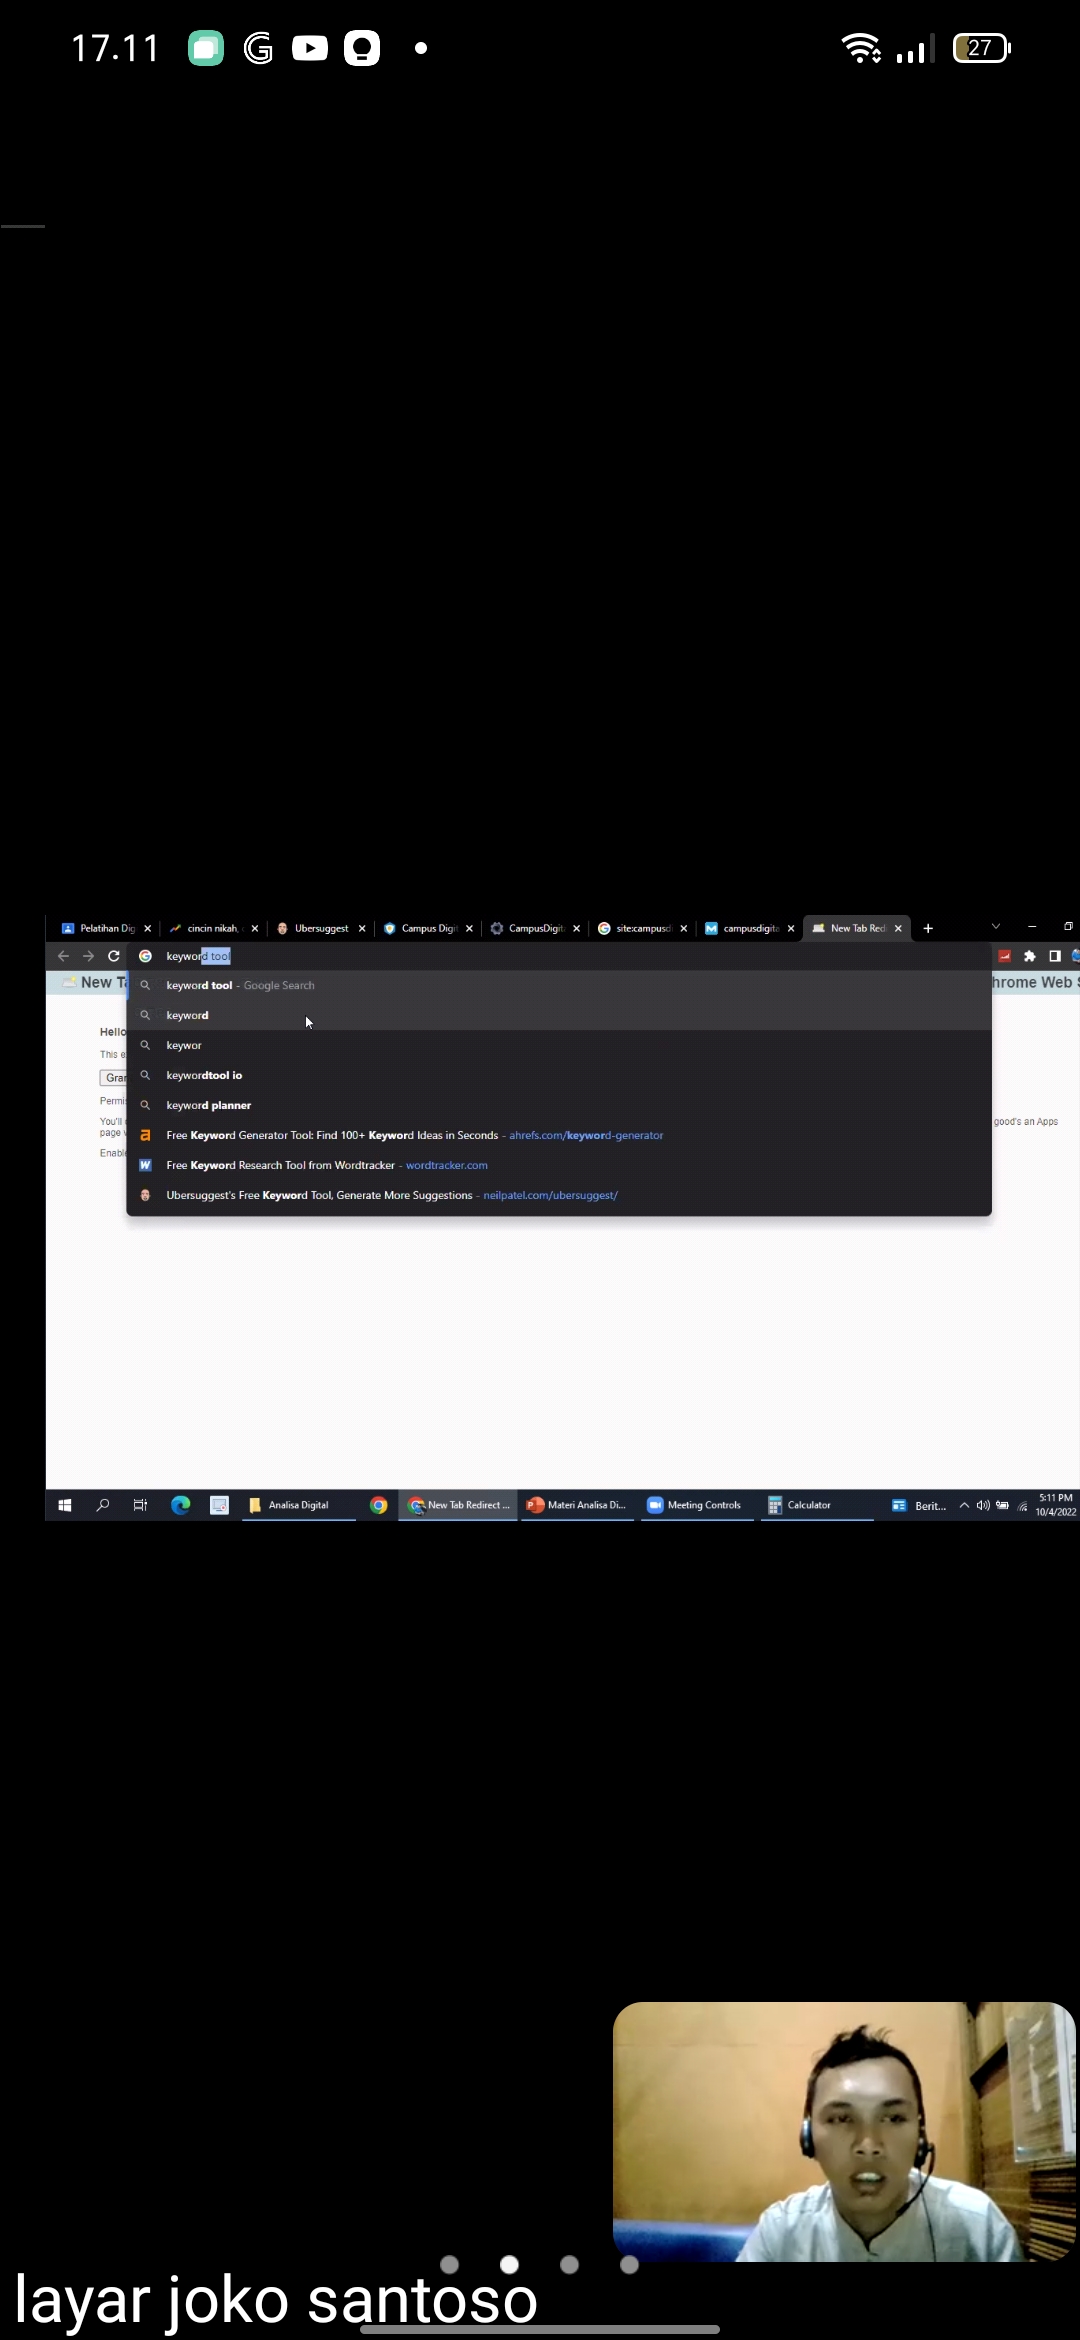 17.11
27
Pelatihan Dig
cincin nikah,
Ubersuggest
Campus Digi
CampusDigit
site:campusd
campusdigita
New Tab Red
keyword tool
New Ta
hrome Web S
keyword tool - Google Search
keyword
keywor
keywordtool io
keyword planner
Free Keyword Generator Tool: Find 100+ Keyword Ideas in Seconds - ahrefs.com/keyword-generator
Free Keyword Research Tool from Wordtracker - wordtracker.com
Ubersuggest's Free Keyword Tool, Generate More Suggestions - neilpatel.com/ubersuggest/
Hello
This e
Gran
Permi
You'll
good's an Apps
page v
Enable
Analisa Digital
New Tab Redirect ...
Materi Analisa Di...
Meeting Controls
Calculator
Berit...
5:11 PM
10/4/2022
layar joko santoso